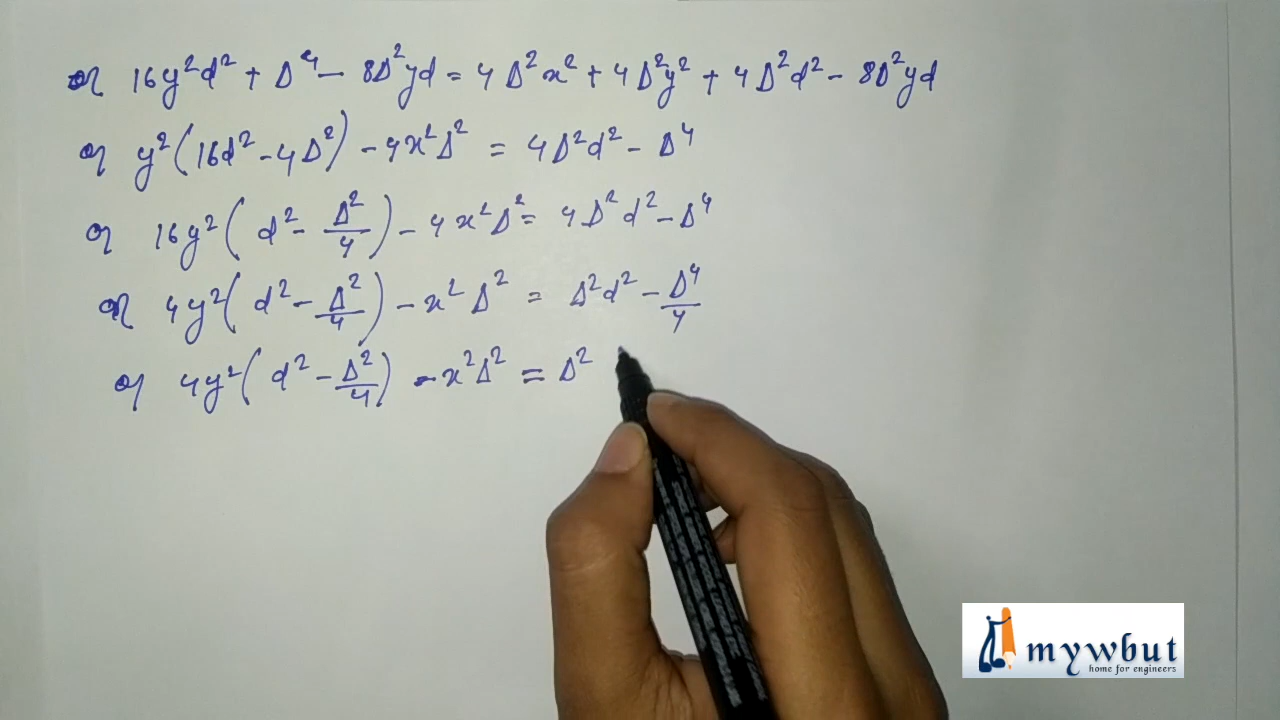 or 16y²d² + Δ⁴ - 8Δ²yd = 4Δ²x² + 4Δ²y² + 4Δ²d² - 8Δ²yd
or y²(16d² - 4Δ²) - 4x²Δ² = 4Δ²d² - Δ⁴
or 16y²(d² - Δ²/4) - 4x²Δ² = 4Δ²d² - Δ⁴
or 4y²(d² - Δ²/4) - x²Δ² = Δ²d² - Δ⁴/4
or 4y²(d² - Δ²/4) - x²Δ² = Δ²
mywbut
home for engineers